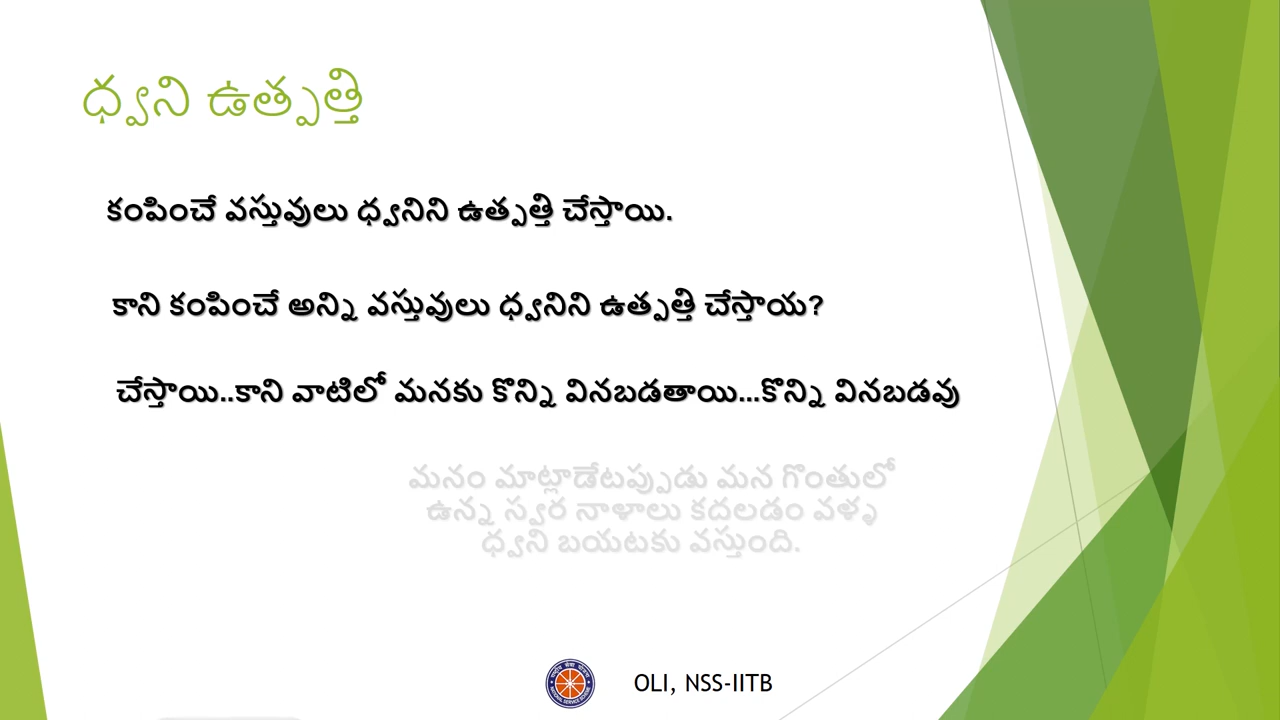 ధ్వని ఉత్పత్తి
కంపించే వస్తువులు ధ్వనిని ఉత్పత్తి చేస్తాయి.
కాని కంపించే అన్ని వస్తువులు ధ్వనిని ఉత్పత్తి చేస్తాయ?
చేస్తాయి..కాని వాటిలో మనకు కొన్ని వినబడతాయి...కొన్ని వినబడవు
మనం మాట్లాడేటప్పుడు మన గొంతులో
ఉన్న స్వర నాళాలు కదలడం వళ్ళ
ధ్వని బయటకు వస్తుంది.
OLI, NSS-IITB